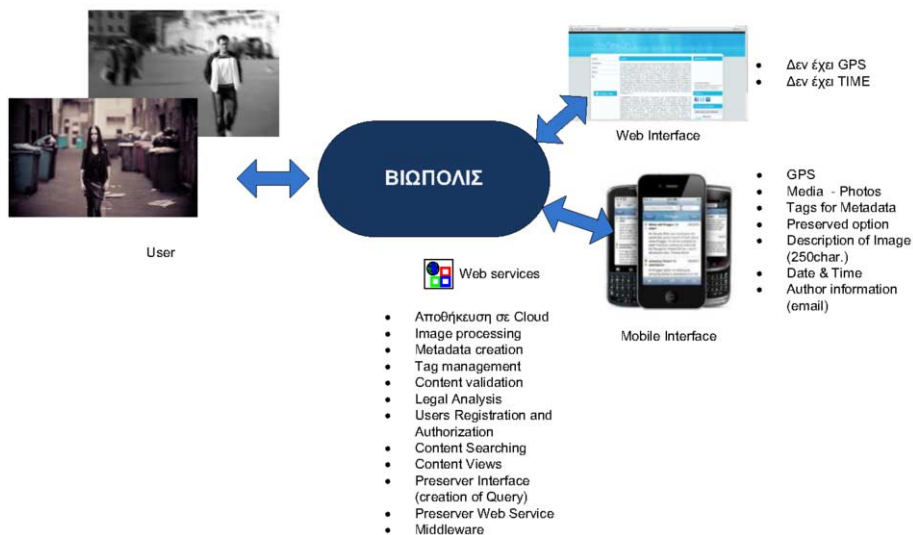 ΒΙΩΠΟΛΙΣ
User
Web Interface
• Δεν έχει GPS
• Δεν έχει TIME
Mobile Interface
• GPS
• Media - Photos
• Tags for Metadata
• Preserved option
• Description of Image
(250char.)
• Date & Time
• Author information
(email)
Web services
• Αποθήκευση σε Cloud
• Image processing
• Metadata creation
• Tag management
• Content validation
• Legal Analysis
• Users Registration and
Authorization
• Content Searching
• Content Views
• Preserver Interface
(creation of Query)
• Preserver Web Service
• Middleware